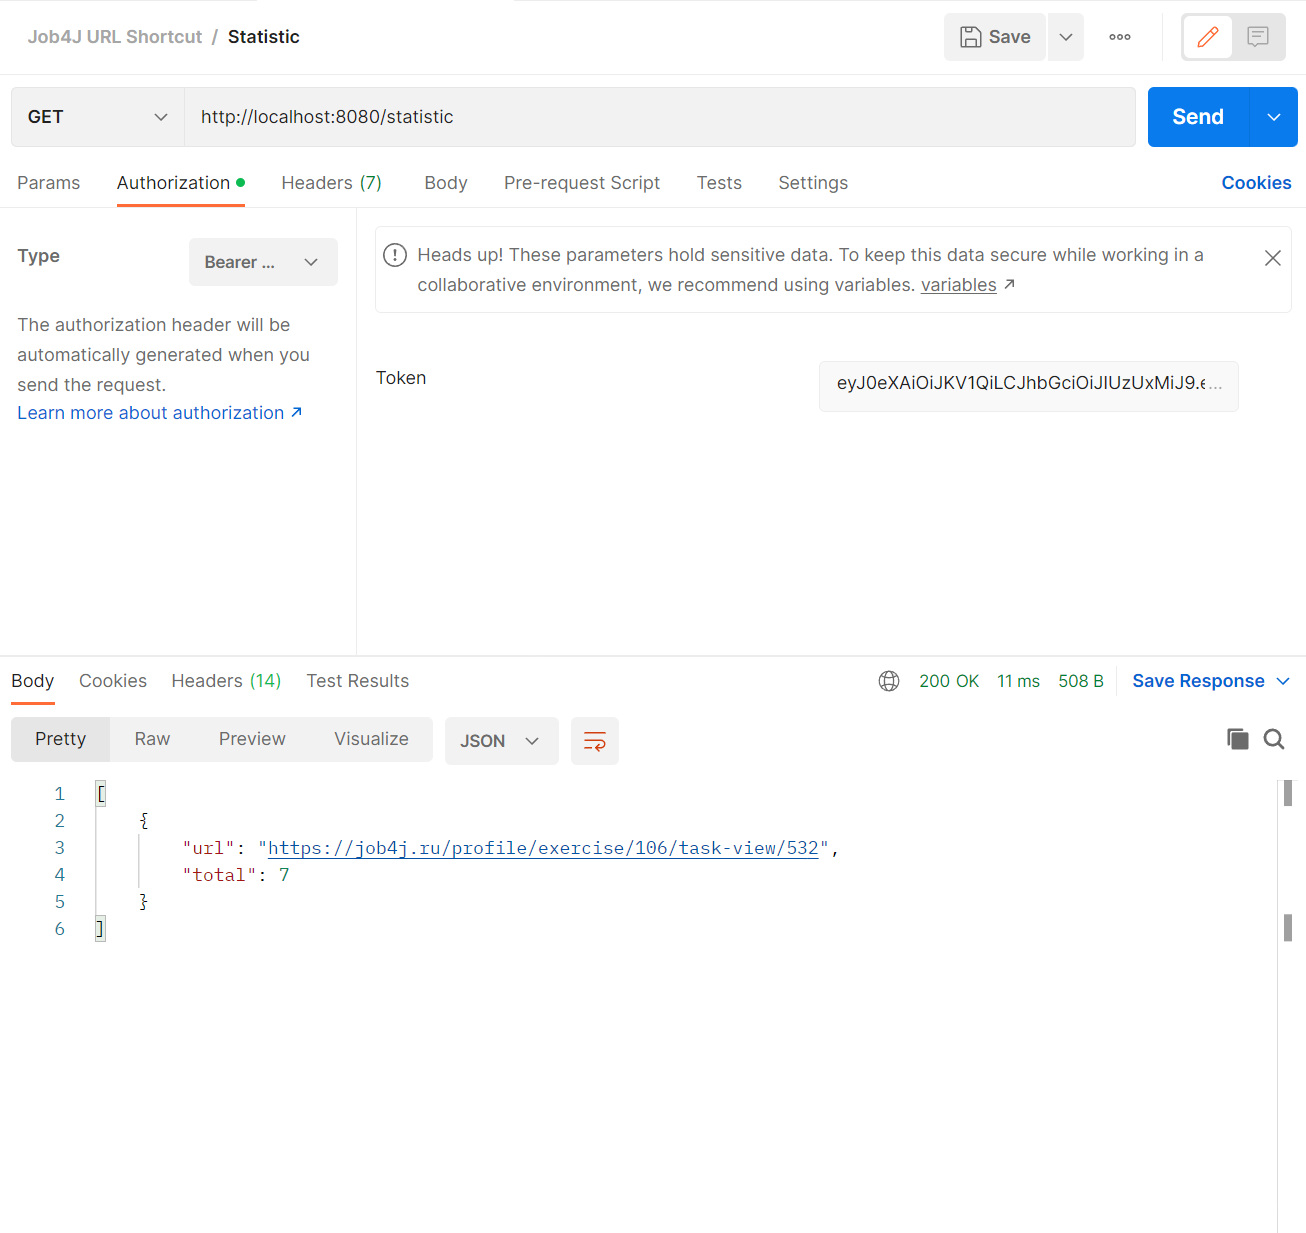 Job4J URL Shortcut / Statistic
Save
GET
http://localhost:8080/statistic
Send
Params Authorization Headers (7) Body Pre-request Script Tests Settings Cookies
Type
Bearer ...
The authorization header will be
automatically generated when you
send the request.
Learn more about authorization ↗
Heads up! These parameters hold sensitive data. To keep this data secure while working in a
collaborative environment, we recommend using variables. variables ↗
Token
eyJ0eXAiOiJKV1QiLCJhbGciOiJIUzUxMiJ9.e...
Body Cookies Headers (14) Test Results 200 OK 11 ms 508 B Save Response
Pretty Raw Preview Visualize JSON
1 [
2 {
3 "url": "https://job4j.ru/profile/exercise/106/task-view/532",
4 "total": 7
5 }
6 ]